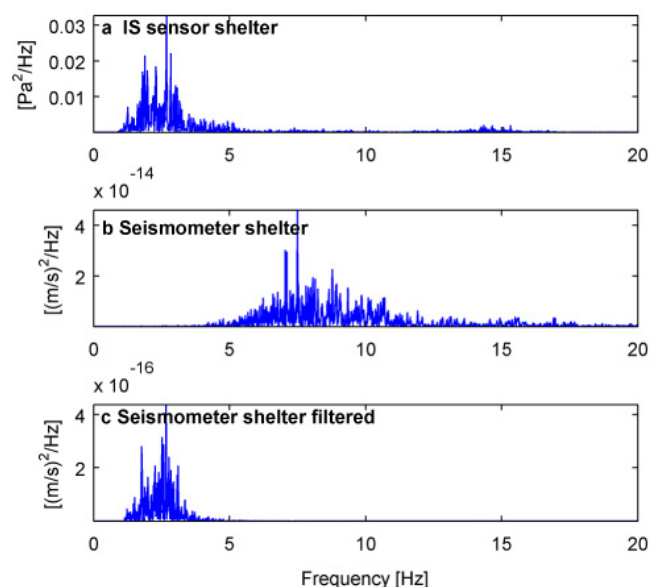 a IS sensor shelter
[Pa2/Hz]
0.03
0.02
0.01
0 5 10 15 20
x 10-14
b Seismometer shelter
[(m/s)2/Hz]
4
2
0 5 10 15 20
x 10-16
c Seismometer shelter filtered
[(m/s)2/Hz]
4
2
0 5 10 15 20
Frequency [Hz]